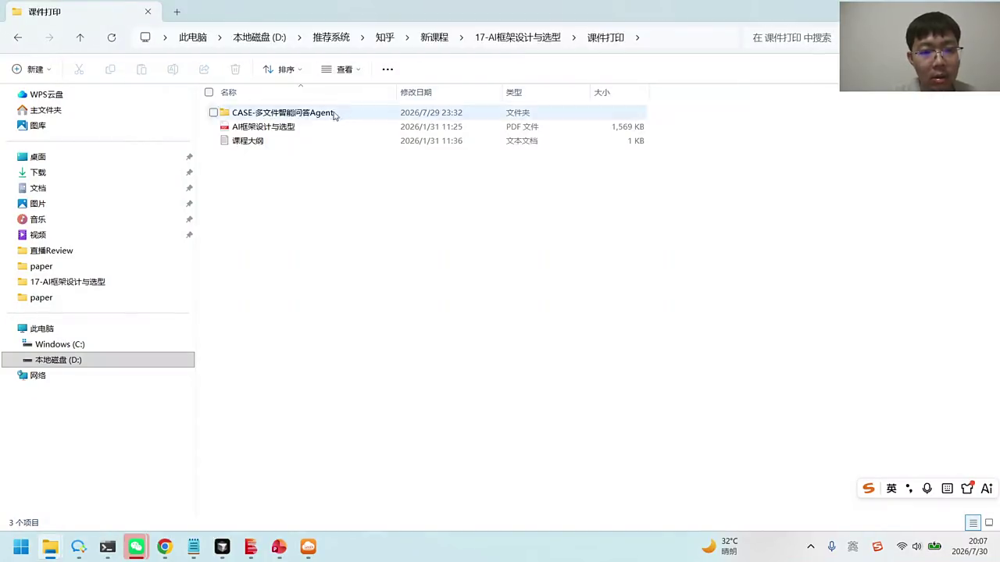 课件打印
此电脑 本地磁盘 (D:) 推荐系统 知乎 新课程 17-AI框架设计与选型 课件打印 在 课件打印 中搜索
新建 排序 查看
名称 修改日期 类型 大小
CASE-多文件智能问答Agent 2026/7/29 23:32 文件夹
AI框架设计与选型 2026/1/31 11:25 PDF 文件 1,569 KB
课程大纲 2026/1/31 11:36 文本文档 1 KB
WPS云盘
主文件夹
图库
桌面
下载
文档
图片
音乐
视频
直播Review
paper
17-AI框架设计与选型
paper
此电脑
Windows (C:)
本地磁盘 (D:)
网络
英 Ai
3 个项目
32°C
晴朗
英
20:07
2026/7/30